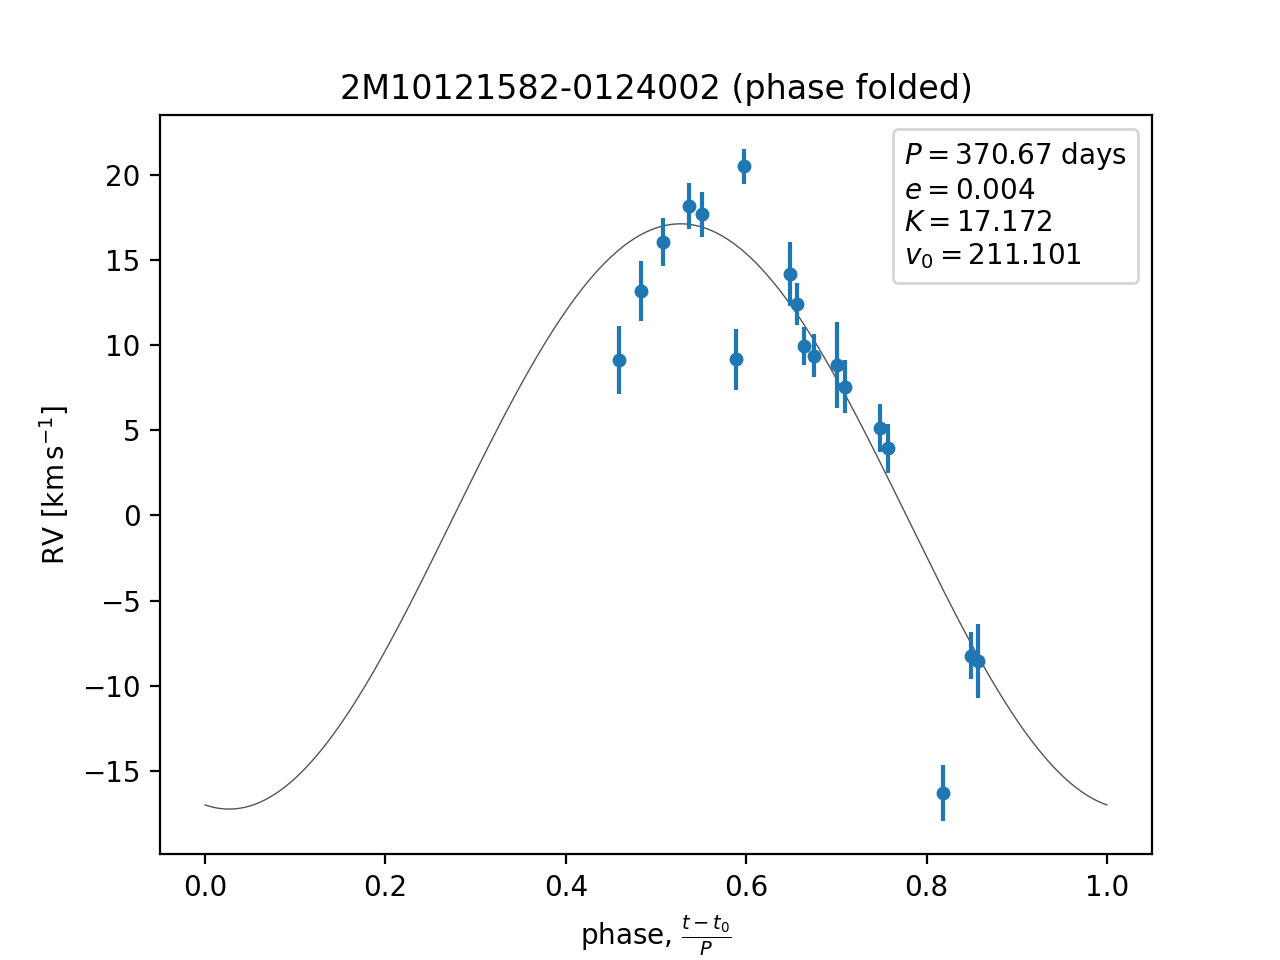 2M10121582-0124002 (phase folded)
P = 370.67 days
e = 0.004
K = 17.172
v₀ = 211.101
20
15
10
5
0
−5
−10
−15
RV [km s⁻¹]
0.0 0.2 0.4 0.6 0.8 1.0
phase, (t − t₀)/P